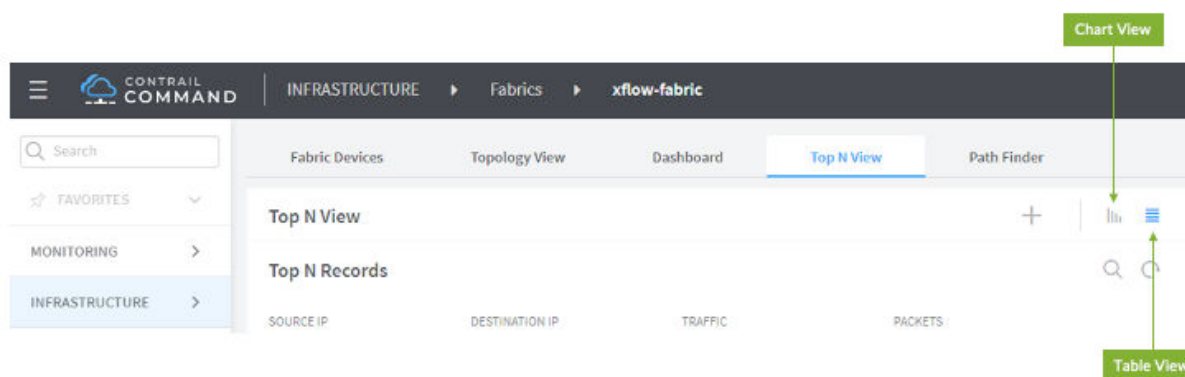 Chart View
CONTRAIL COMMAND
INFRASTRUCTURE Fabrics xflow-fabric
Search
Fabric Devices Topology View Dashboard Top N View Path Finder
FAVORITES
Top N View
MONITORING
Top N Records
INFRASTRUCTURE
SOURCE IP DESTINATION IP TRAFFIC PACKETS
Table View